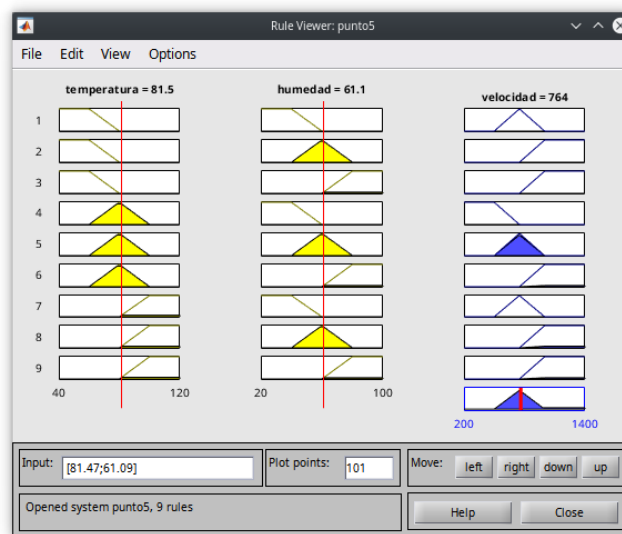 Rule Viewer: punto5
File Edit View Options
temperatura = 81.5 humedad = 61.1 velocidad = 764
1
2
3
4
5
6
7
8
9
40 120 20 100
200 1400
Input: [81.47;61.09] Plot points: 101 Move: left right down up
Opened system punto5, 9 rules Help Close